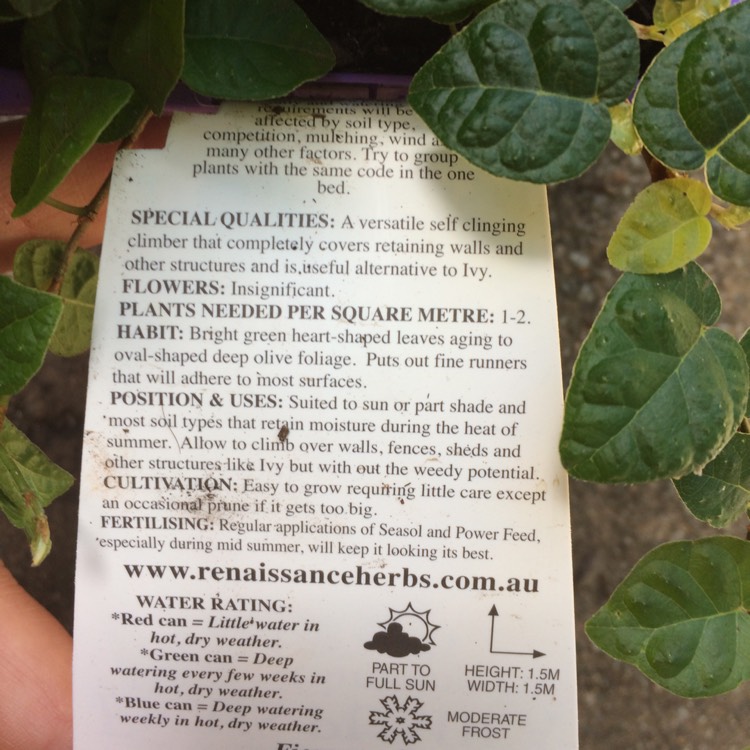 requirements will be
affected by soil type,
competition, mulching, wind a
many other factors. Try to group
plants with the same code in the one
bed.
SPECIAL QUALITIES: A versatile self clinging
climber that completely covers retaining walls and
other structures and is useful alternative to Ivy.
FLOWERS: Insignificant.
PLANTS NEEDED PER SQUARE METRE: 1-2.
HABIT: Bright green heart-shaped leaves aging to
oval-shaped deep olive foliage. Puts out fine runners
that will adhere to most surfaces.
POSITION & USES: Suited to sun or part shade and
most soil types that retain moisture during the heat of
summer. Allow to climb over walls, fences, sheds and
other structures like Ivy but with out the weedy potential.
CULTIVATION: Easy to grow requiring little care except
an occasional prune if it gets too big.
FERTILISING: Regular applications of Seasol and Power Feed,
especially during mid summer, will keep it looking its best.
www.renaissanceherbs.com.au
WATER RATING:
*Red can = Little water in
hot, dry weather.
*Green can = Deep
watering every few weeks in
hot, dry weather.
*Blue can = Deep watering
weekly in hot, dry weather.
PART TO
FULL SUN
HEIGHT: 1.5M
WIDTH: 1.5M
MODERATE
FROST